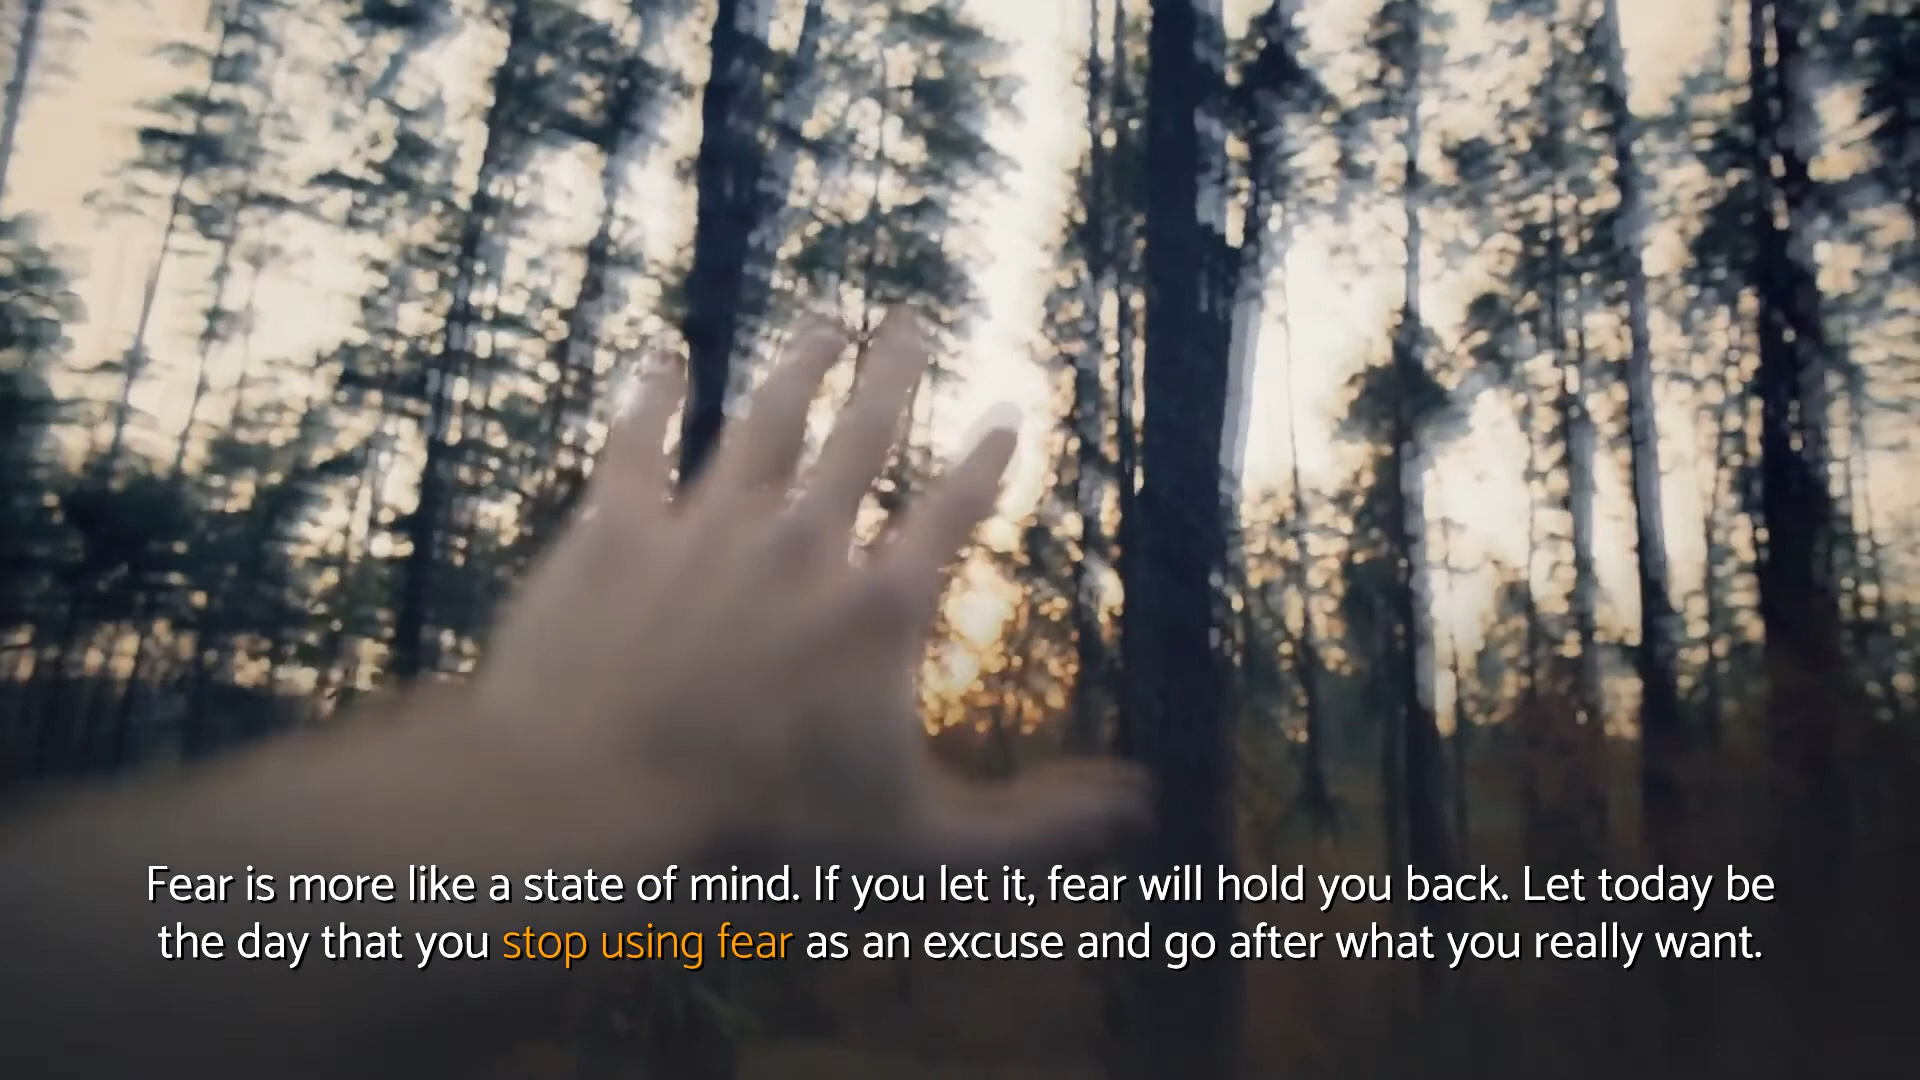 Fear is more like a state of mind. If you let it, fear will hold you back. Let today be
the day that you stop using fear as an excuse and go after what you really want.